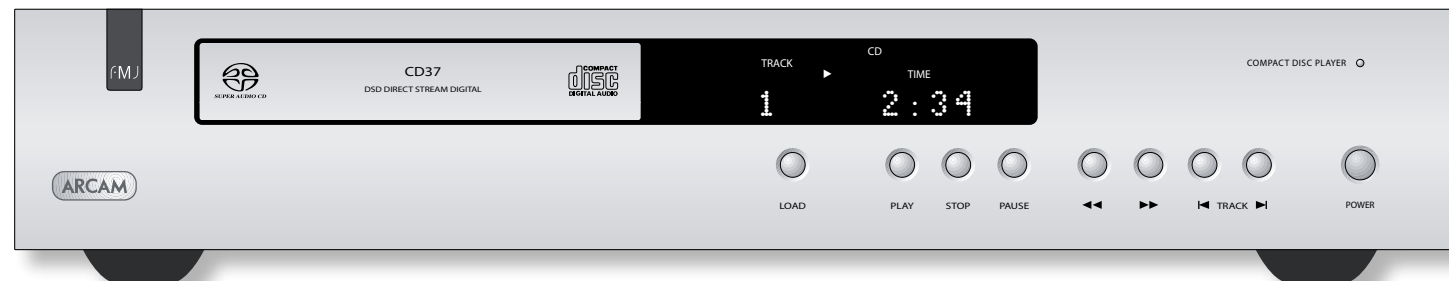 FMJ
SUPER AUDIO CD
CD37
DSD DIRECT STREAM DIGITAL
COMPACT
disc
DIGITAL AUDIO
CD
TRACK
TIME
1 2:34
COMPACT DISC PLAYER
ARCAM
LOAD PLAY STOP PAUSE TRACK POWER